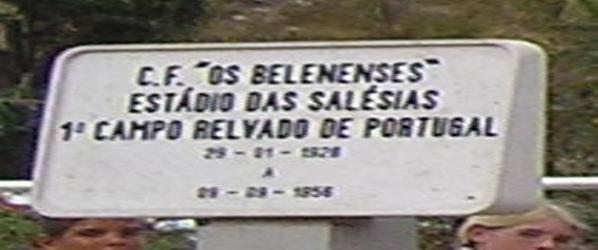 C.F. "OS BELENENSES"
ESTÁDIO DAS SALÉSIAS
1º CAMPO RELVADO DE PORTUGAL
29 - 01 - 1928
A
09 - 09 - 1956